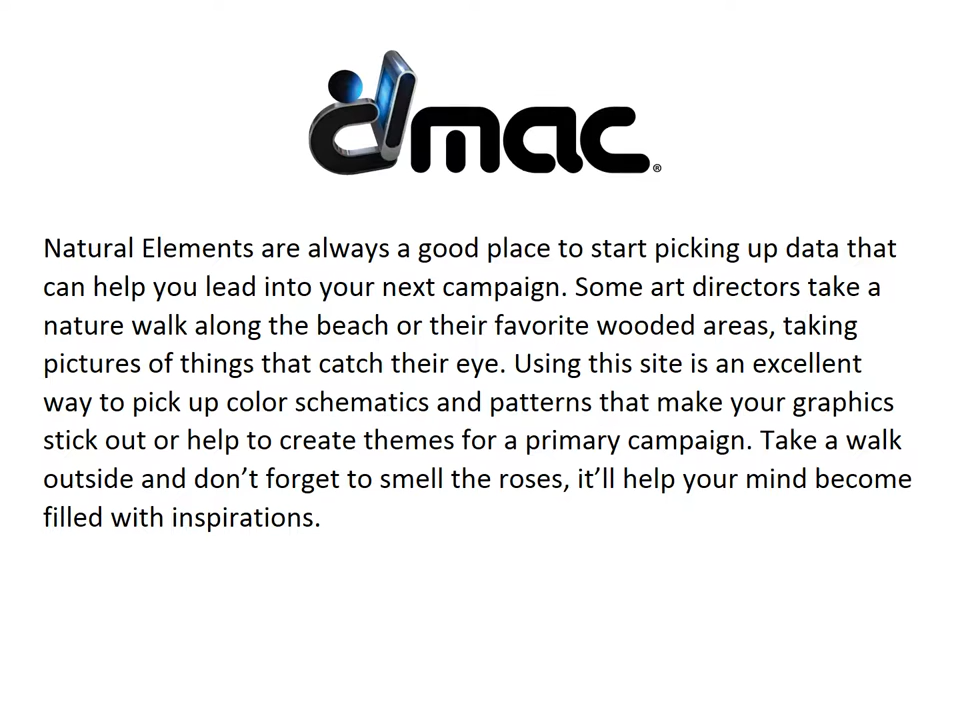 dmac®
Natural Elements are always a good place to start picking up data that
can help you lead into your next campaign. Some art directors take a
nature walk along the beach or their favorite wooded areas, taking
pictures of things that catch their eye. Using this site is an excellent
way to pick up color schematics and patterns that make your graphics
stick out or help to create themes for a primary campaign. Take a walk
outside and don’t forget to smell the roses, it’ll help your mind become
filled with inspirations.